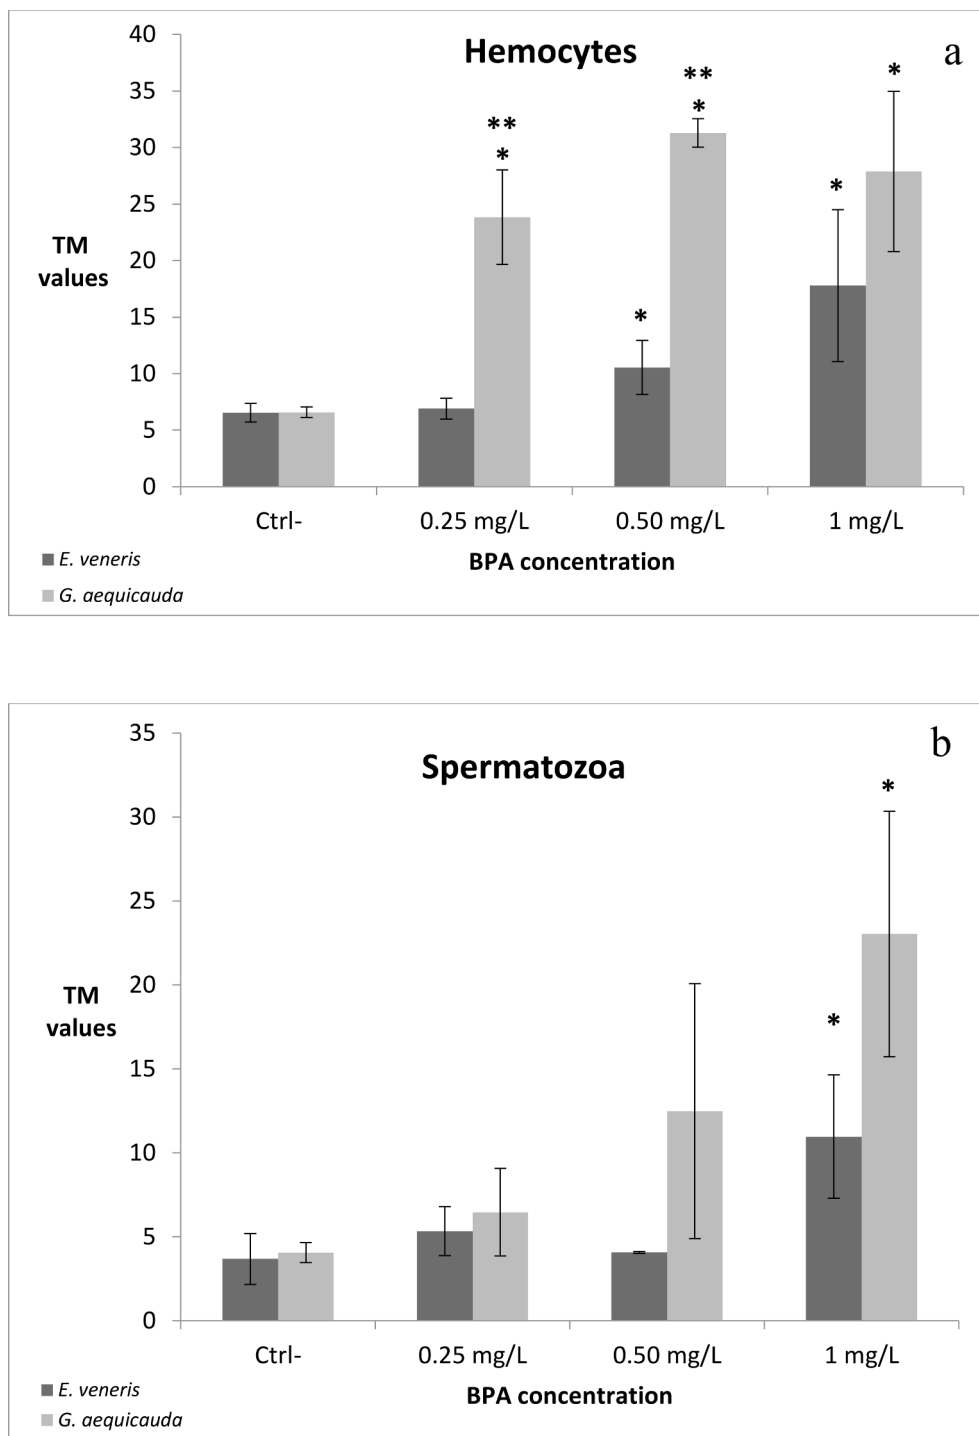 Hemocytes
a
40
35
30
25
20
15
10
5
0
TM
values
**
*
**
*
*
*
*
Ctrl-
0.25 mg/L
0.50 mg/L
1 mg/L
BPA concentration
E. veneris
G. aequicauda
Spermatozoa
b
35
30
25
20
15
10
5
0
TM
values
*
*
Ctrl-
0.25 mg/L
0.50 mg/L
1 mg/L
BPA concentration
E. veneris
G. aequicauda